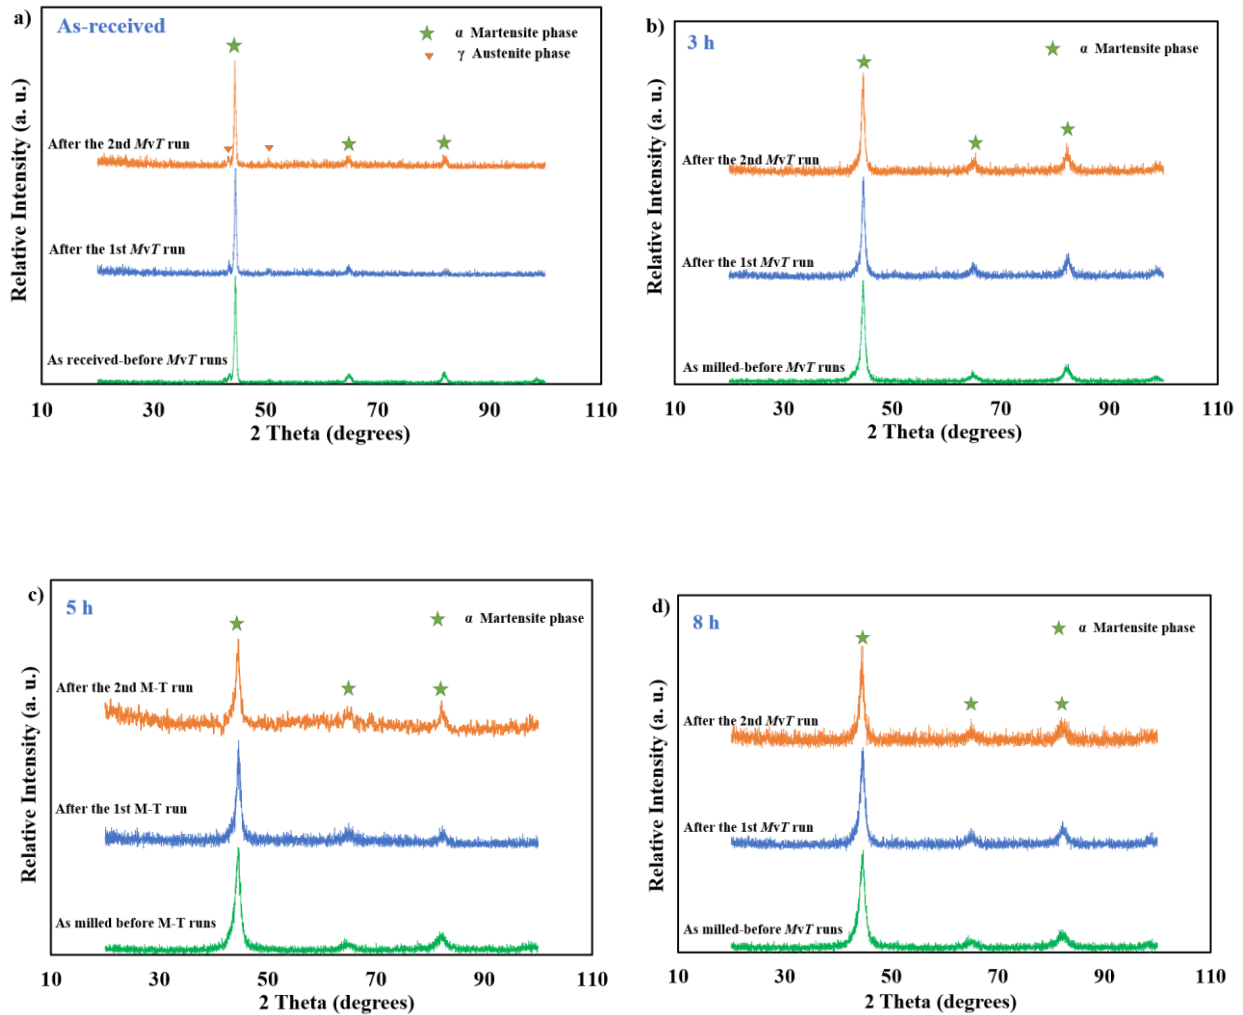 a)
As-received
α Martensite phase
γ Austenite phase
After the 2nd MvT run
After the 1st MvT run
As received-before MvT runs
Relative Intensity (a. u.)
10 30 50 70 90 110
2 Theta (degrees)
b)
3 h
α Martensite phase
After the 2nd MvT run
After the 1st MvT run
As milled-before MvT runs
Relative Intensity (a. u.)
10 30 50 70 90 110
2 Theta (degrees)
c)
5 h
α Martensite phase
After the 2nd M-T run
After the 1st M-T run
As milled before M-T runs
Relative Intensity (a. u.)
10 30 50 70 90 110
2 Theta (degrees)
d)
8 h
α Martensite phase
After the 2nd MvT run
After the 1st MvT run
As milled-before MvT runs
Relative Intensity (a. u.)
10 30 50 70 90 110
2 Theta (degrees)